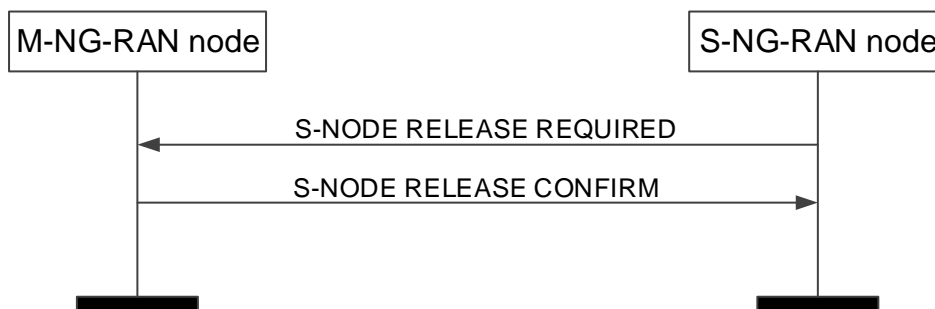 M-NG-RAN node
S-NG-RAN node
S-NODE RELEASE REQUIRED
S-NODE RELEASE CONFIRM